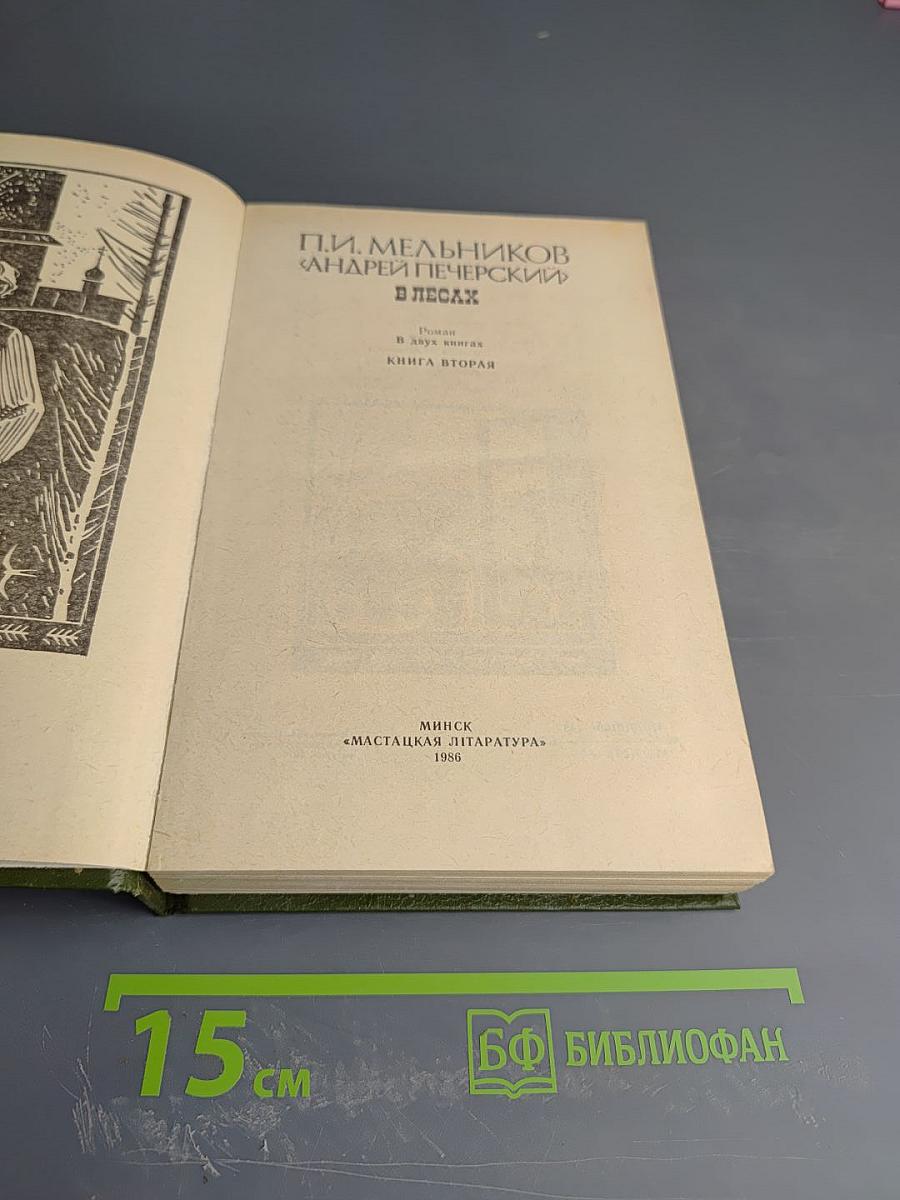 П.И. МЕЛЬНИКОВ
‹АНДРЕЙ ПЕЧЕРСКИЙ›
В ЛЕСАХ
Роман
В двух книгах
КНИГА ВТОРАЯ
МИНСК
«МАСТАЦКАЯ ЛІТАРАТУРА»
1986
15 см
БФ БИБЛИОФАН